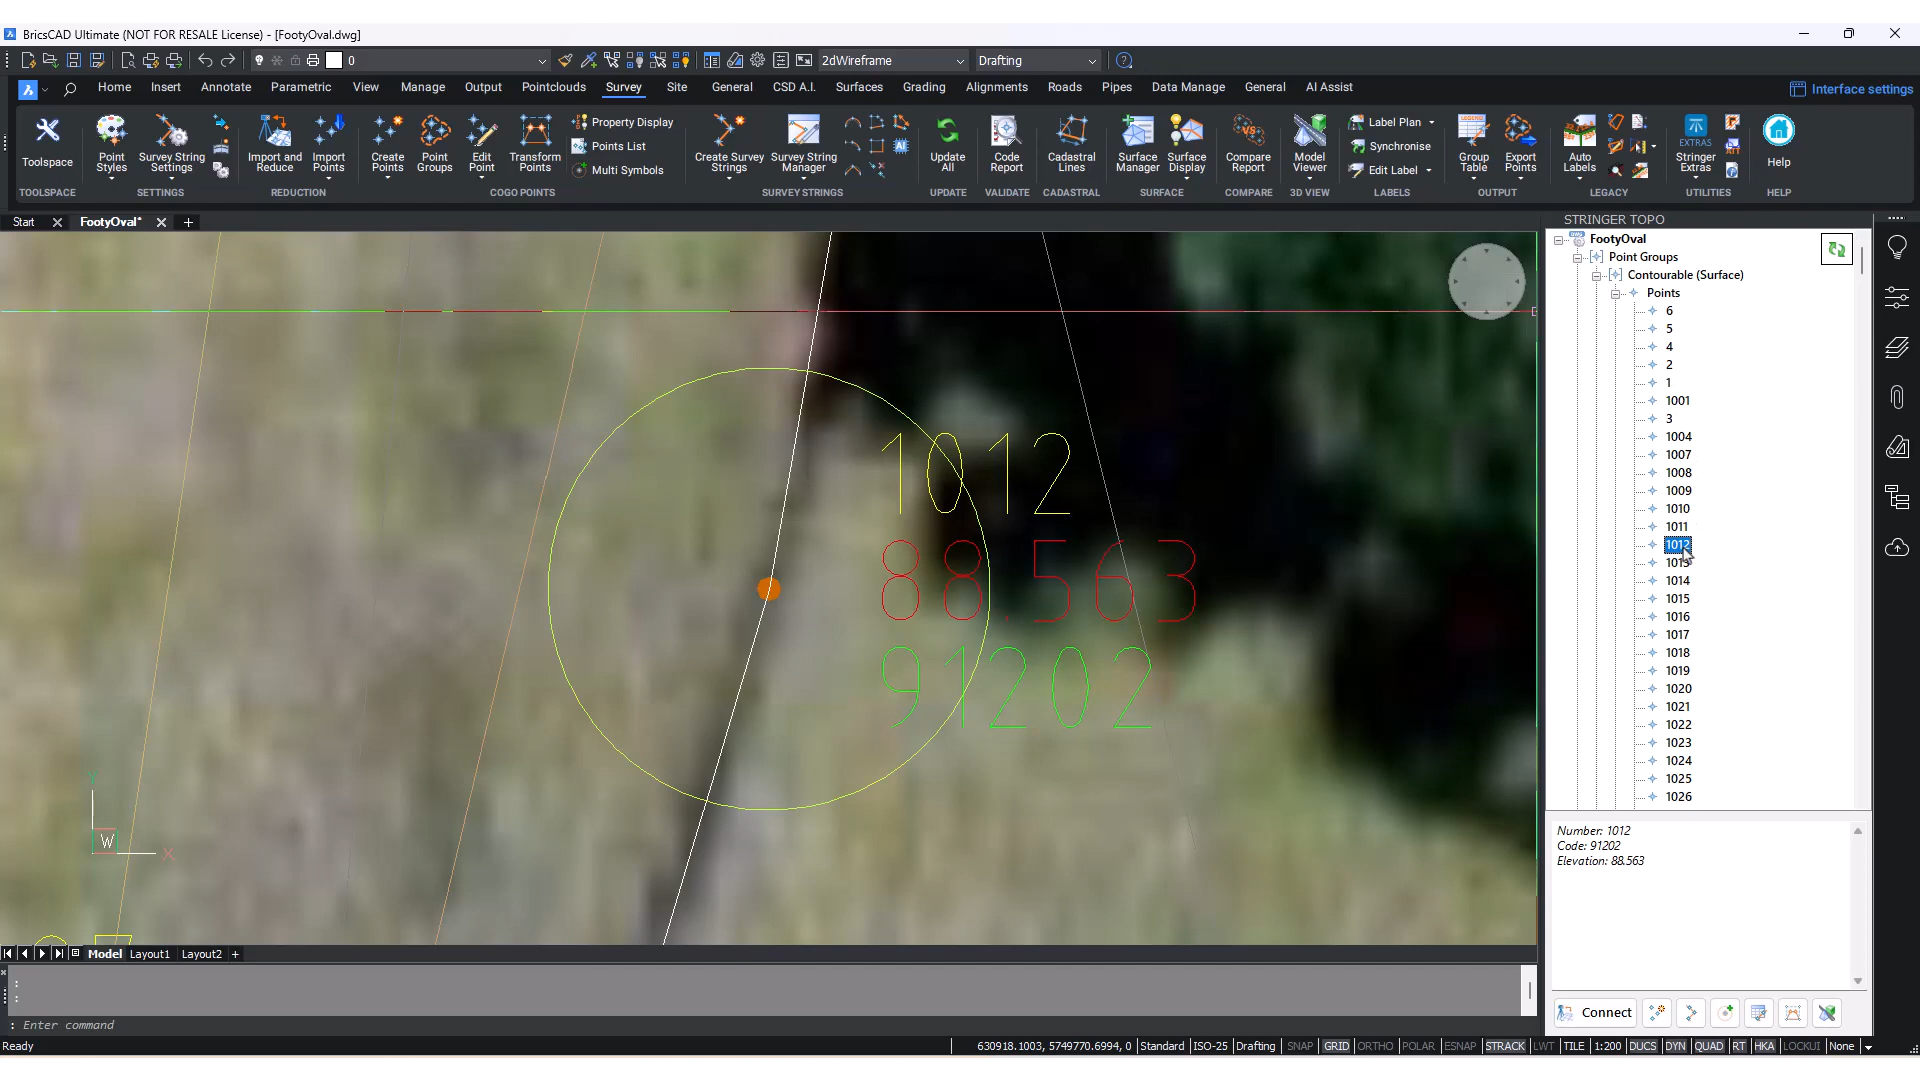 BricsCAD Ultimate (NOT FOR RESALE License) - [FootyOval.dwg]
0 2dWireframe Drafting
Home Insert Annotate Parametric View Manage Output Pointclouds Survey Site General CSD A.I. Surfaces Grading Alignments Roads Pipes Data Manage General AI Assist Interface settings
Toolspace
TOOLSPACE
Point Styles
Survey String Settings
SETTINGS
Import and Reduce
Import Points
REDUCTION
Create Points
Point Groups
Edit Point
Transform Points
Property Display
Points List
Multi Symbols
COGO POINTS
Create Survey Strings
Survey String Manager
SURVEY STRINGS
Update All
UPDATE
Code Report
VALIDATE
Cadastral Lines
CADASTRAL
Surface Manager
Surface Display
SURFACE
Compare Report
COMPARE
Model Viewer
3D VIEW
Label Plan
Synchronise
Edit Label
LABELS
Group Table
Export Points
OUTPUT
Auto Labels
LEGACY
EXTRAS
Stringer Extras
UTILITIES
Help
HELP
Start FootyOval*
STRINGER TOPO
FootyOval
Point Groups
Contourable (Surface)
Points
6
5
4
2
1
1001
3
1004
1007
1008
1009
1010
1011
1012
1013
1014
1015
1016
1017
1018
1019
1020
1021
1022
1023
1024
1025
1026
1012
88.563
91202
Y
W
X
Number: 1012
Code: 91202
Elevation: 88.563
Connect
Model Layout1 Layout2 +
:
:
: Enter command
Ready
630918.1003, 5749770.6994, 0 Standard ISO-25 Drafting SNAP GRID ORTHO POLAR ESNAP STRACK LWT TILE 1:200 DUCS DYN QUAD RT HKA LOCKUI None